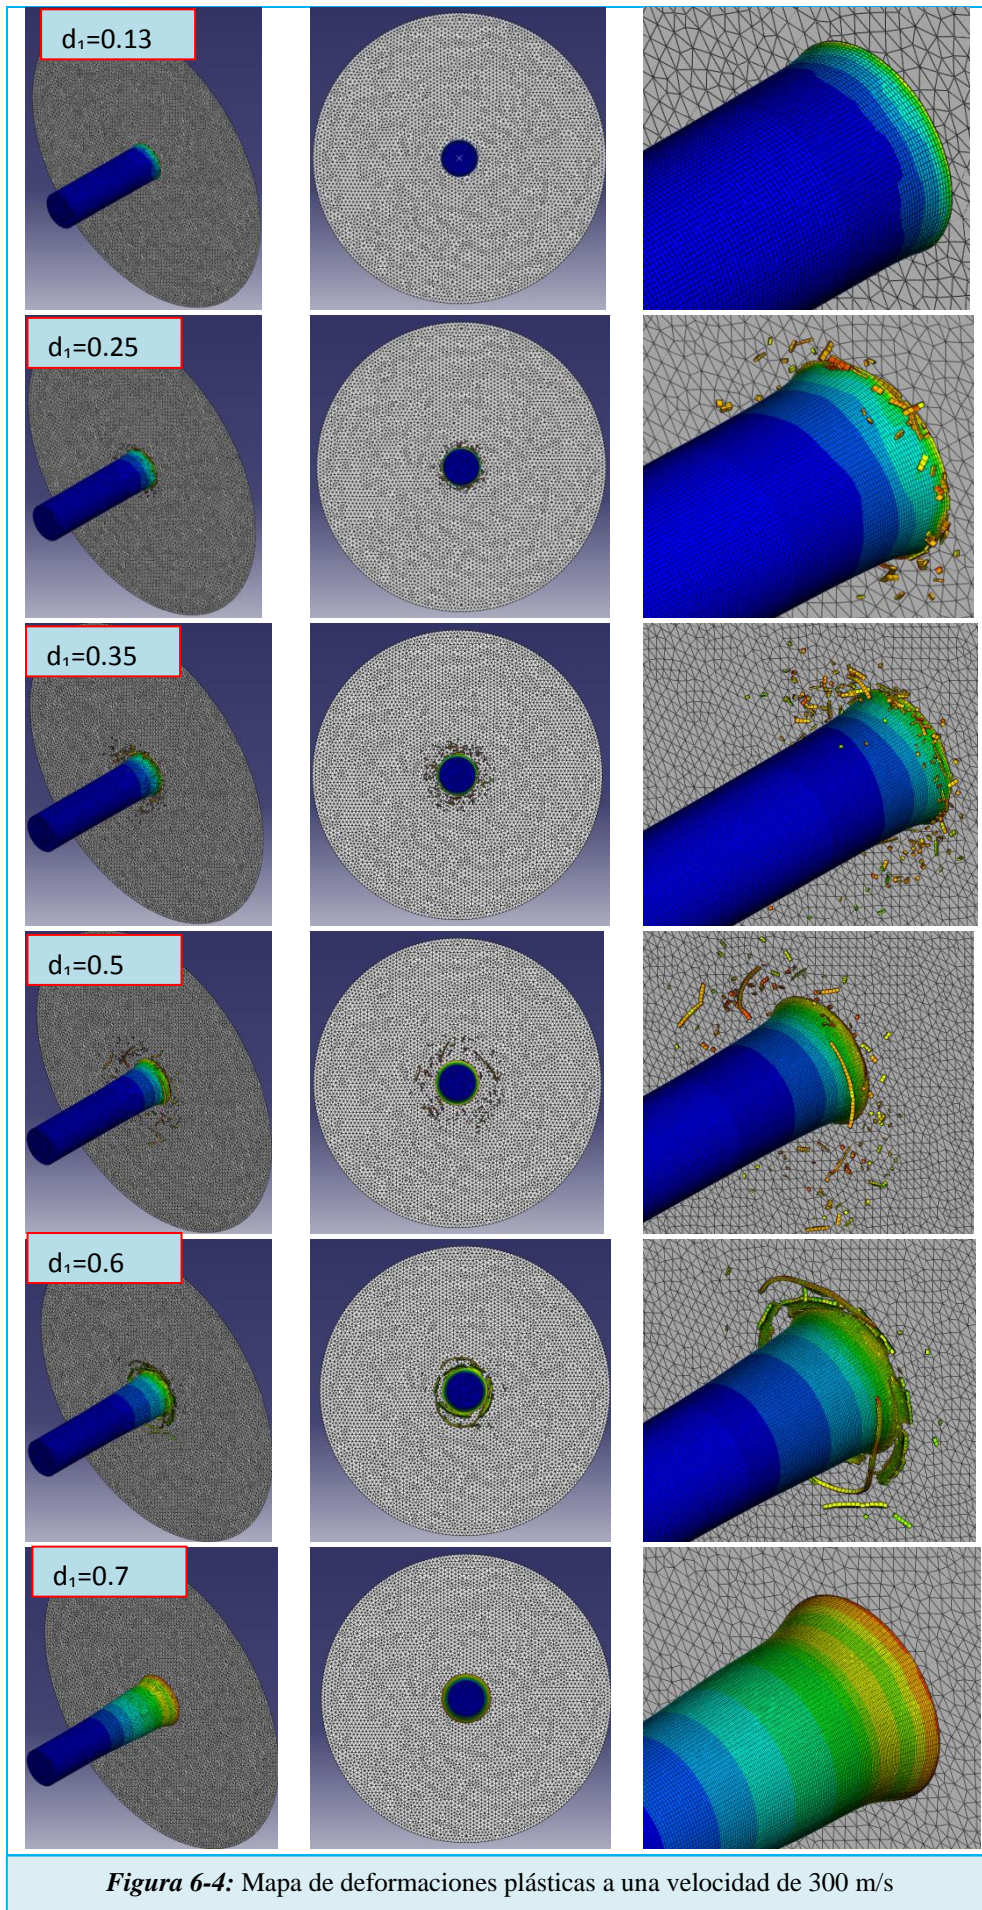 d₁=0.13
d₁=0.25
d₁=0.35
d₁=0.5
d₁=0.6
d₁=0.7
Figura 6-4: Mapa de deformaciones plásticas a una velocidad de 300 m/s